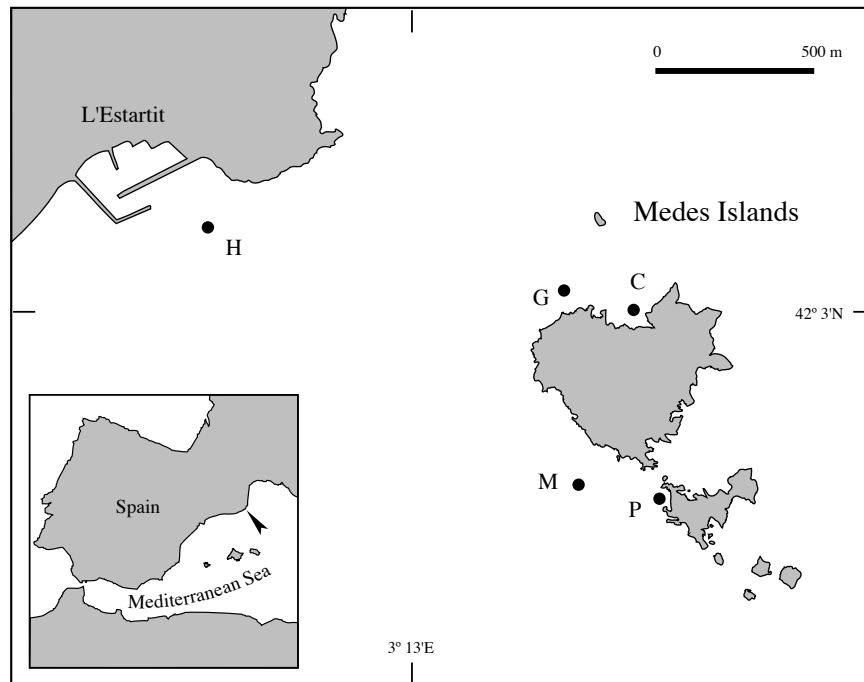 0 500 m
L'Estartit
Medes Islands
H
C
G
42º 3'N
M
P
Spain
Mediterranean Sea
3º 13'E